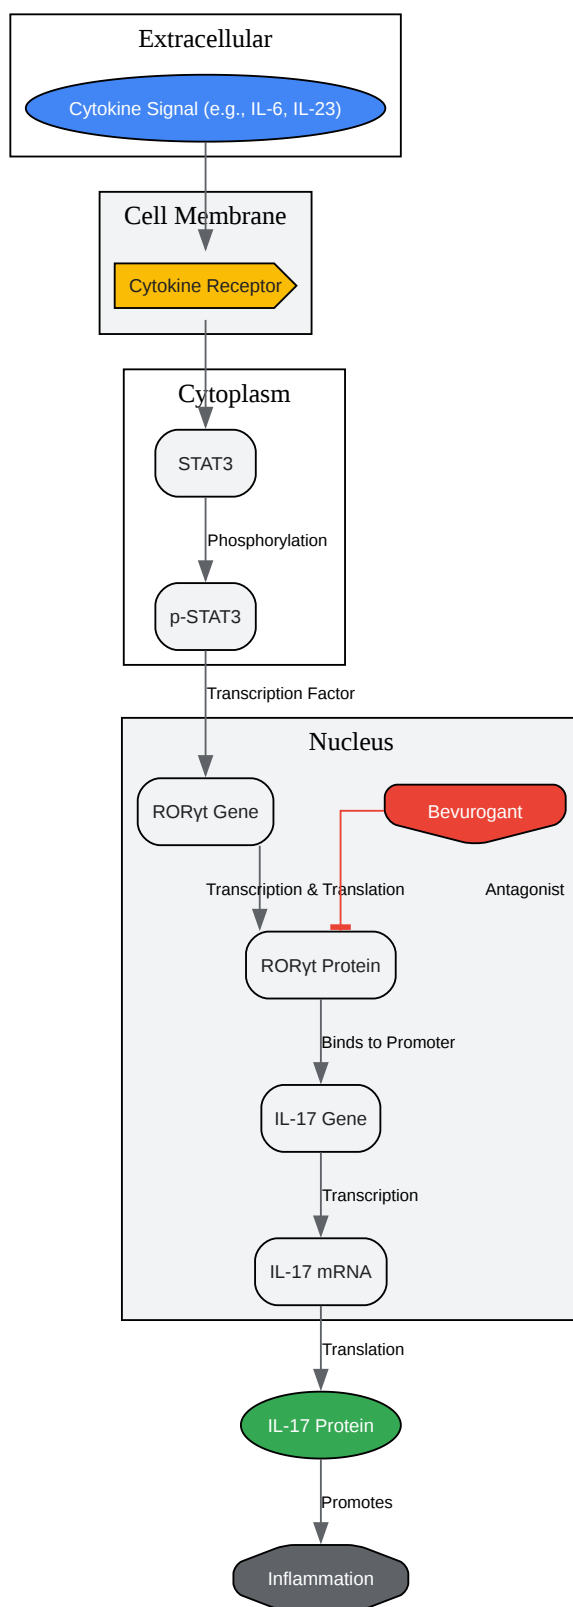 Extracellular
Cytokine Signal (e.g., IL-6, IL-23)
Cell Membrane
Cytokine Receptor
Cytoplasm
STAT3
Phosphorylation
p-STAT3
Transcription Factor
Nucleus
RORγt Gene
Bevurogant
Transcription & Translation
Antagonist
RORγt Protein
Binds to Promoter
IL-17 Gene
Transcription
IL-17 mRNA
Translation
IL-17 Protein
Promotes
Inflammation